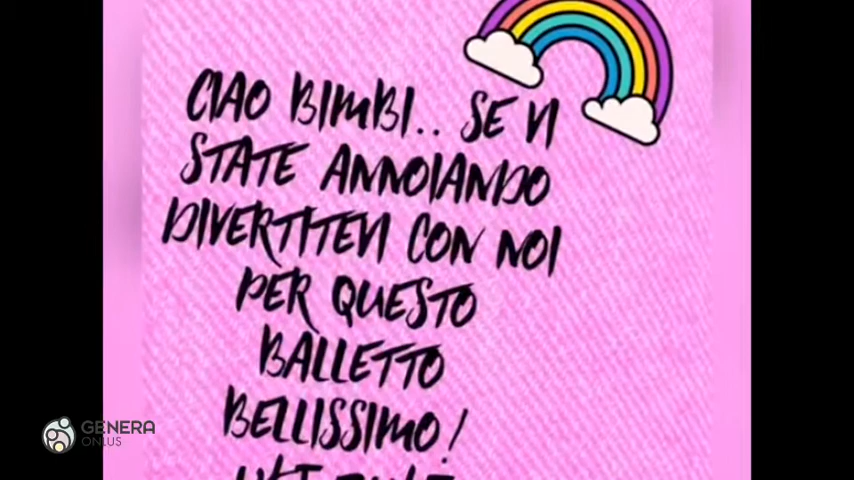 CIAO BIMBI.. SE VI
STATE ANNOIANDO
DIVERTITEVI CON NOI
PER QUESTO
BALLETTO
BELLISSIMO!
GENERA
ONLUS